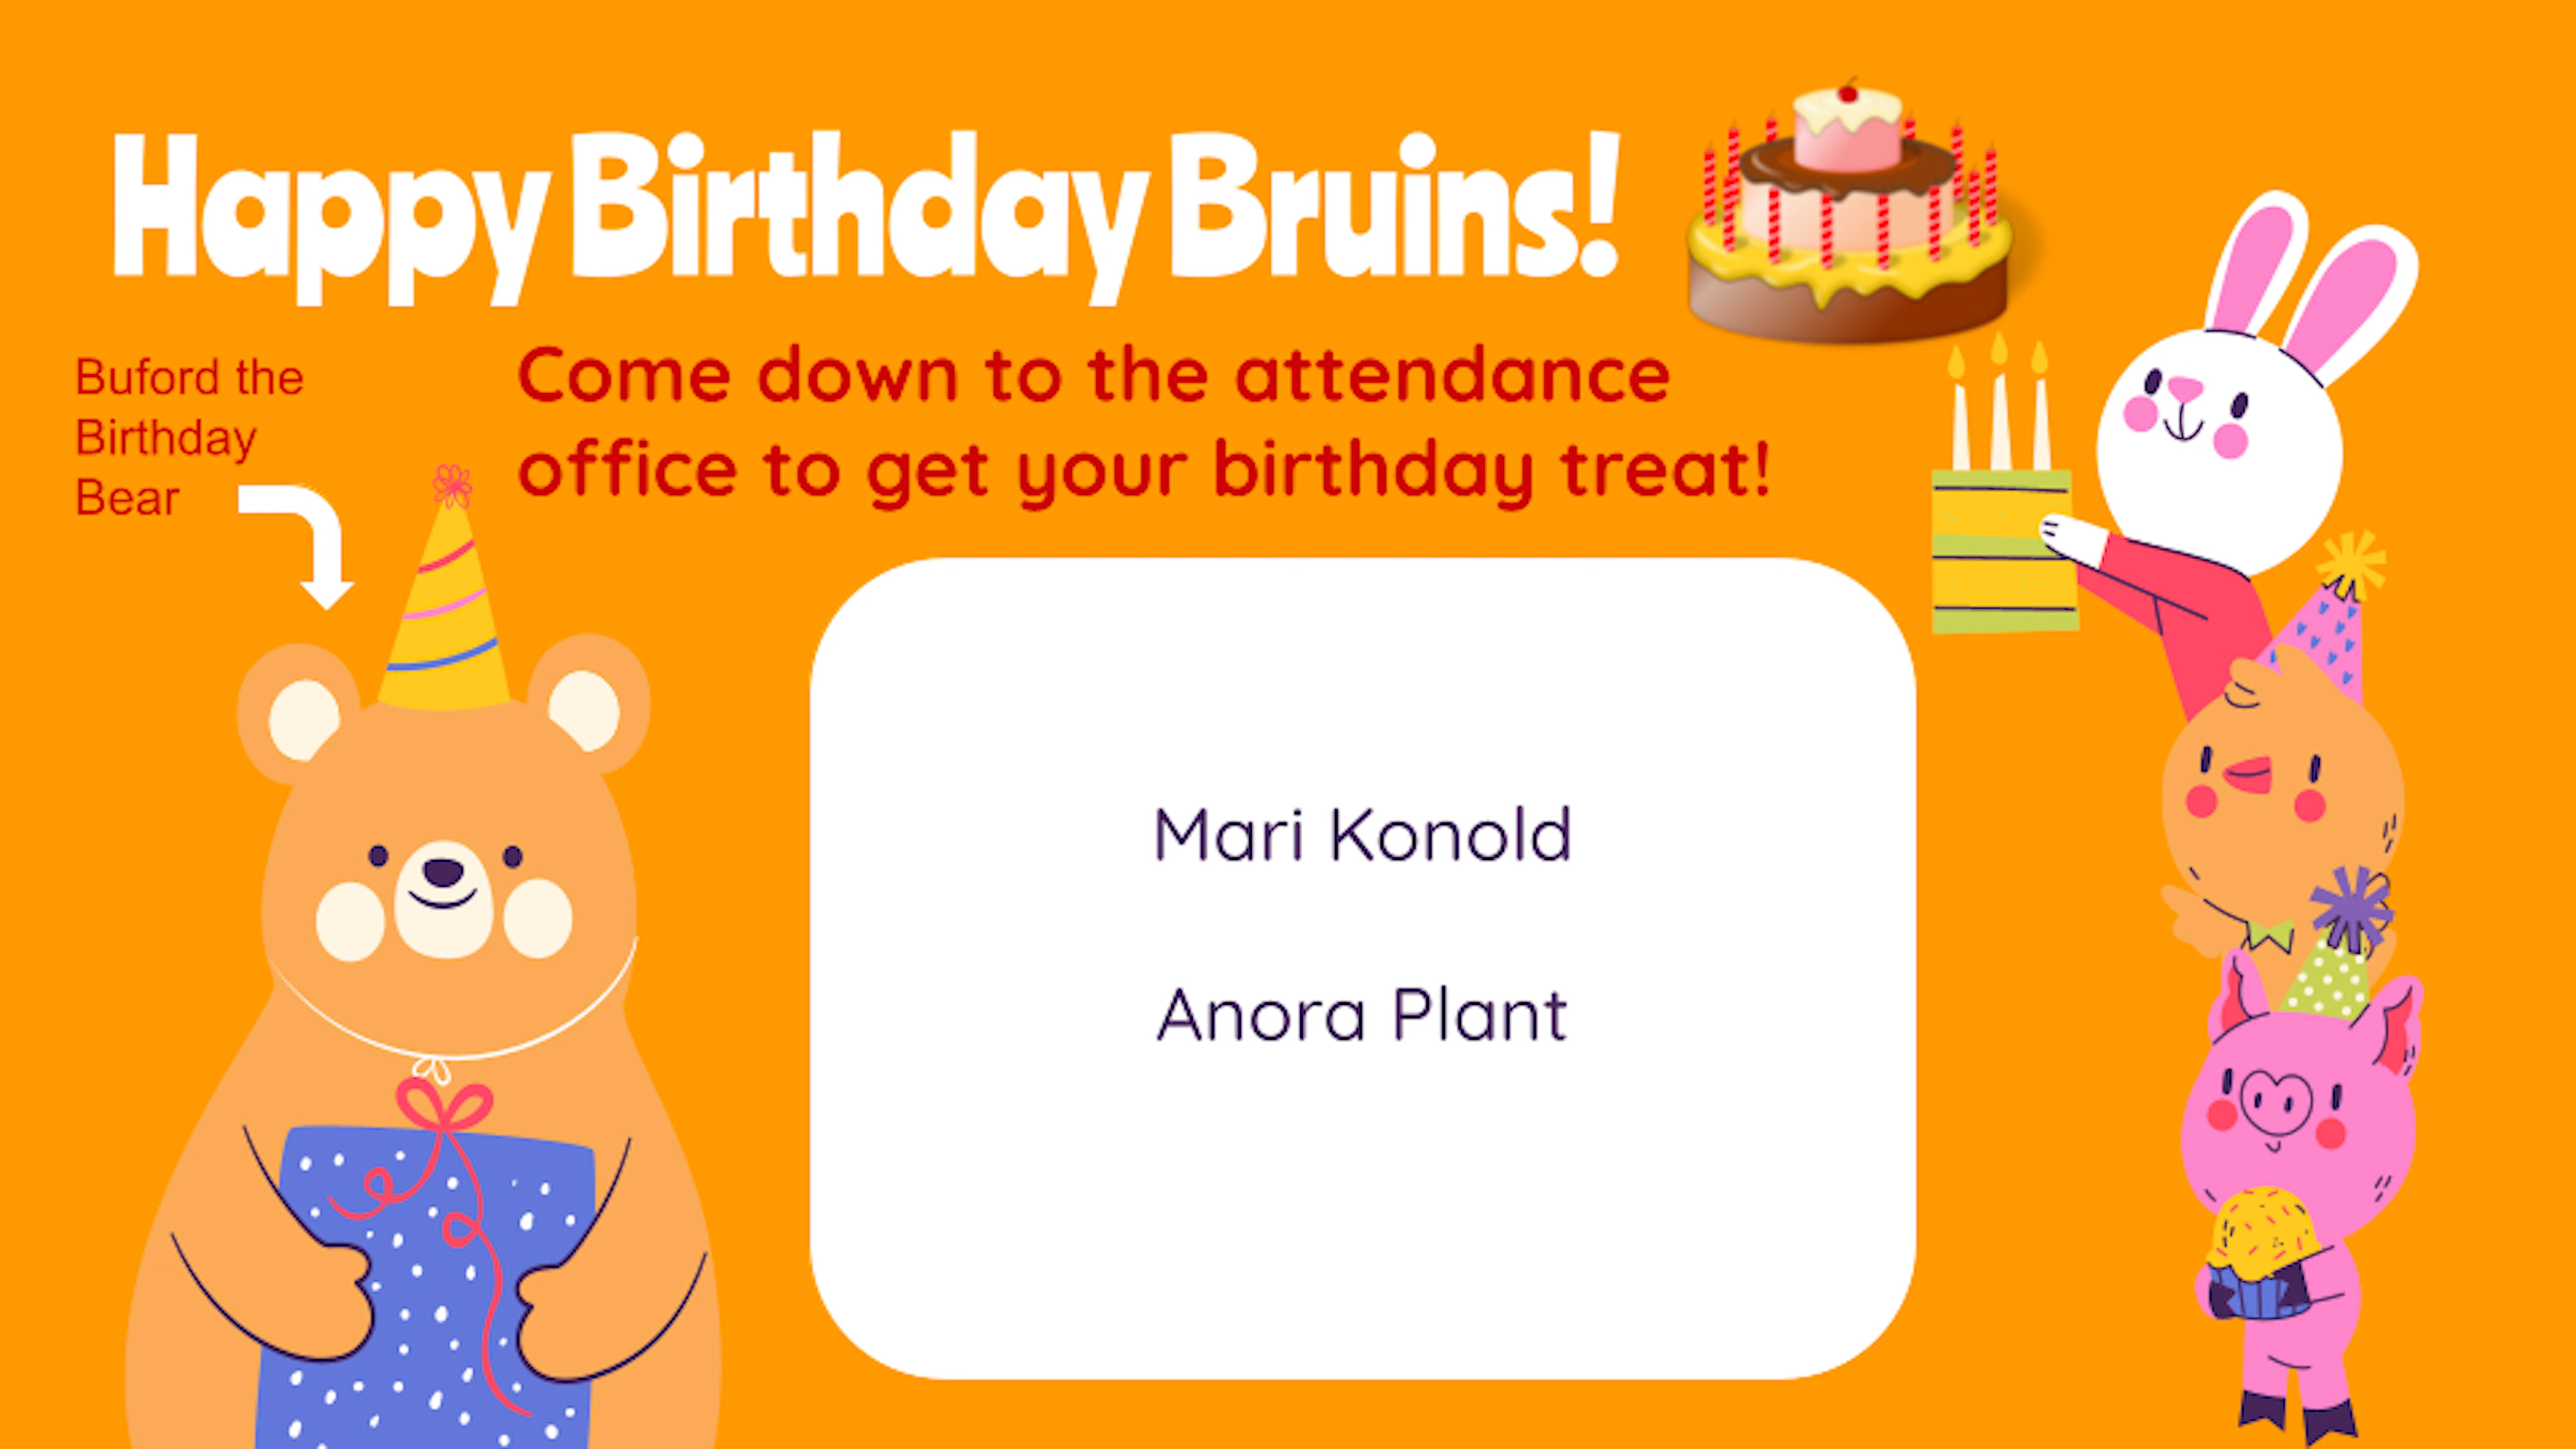 Happy Birthday Bruins!
Come down to the attendance
office to get your birthday treat!
Buford the
Birthday
Bear
Mari Konold
Anora Plant